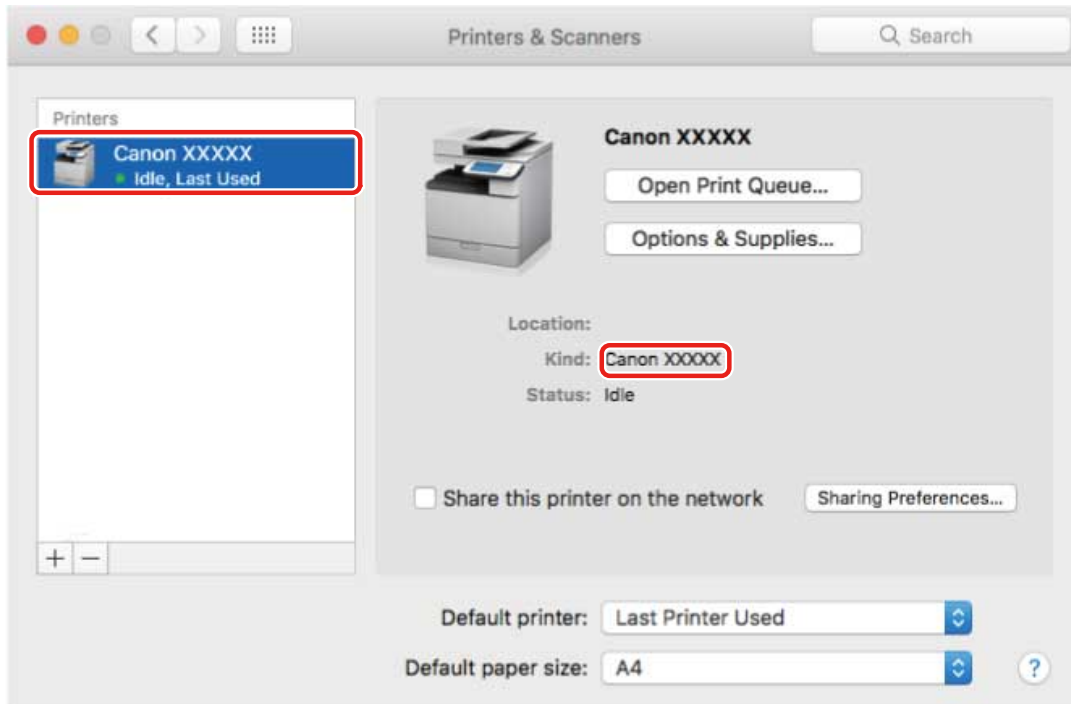 Printers & Scanners
Search
Printers
Canon XXXXX
Idle, Last Used
Canon XXXXX
Open Print Queue...
Options & Supplies...
Location:
Kind: Canon XXXXX
Status: Idle
Share this printer on the network
Sharing Preferences...
+ −
Default printer: Last Printer Used
Default paper size: A4
?